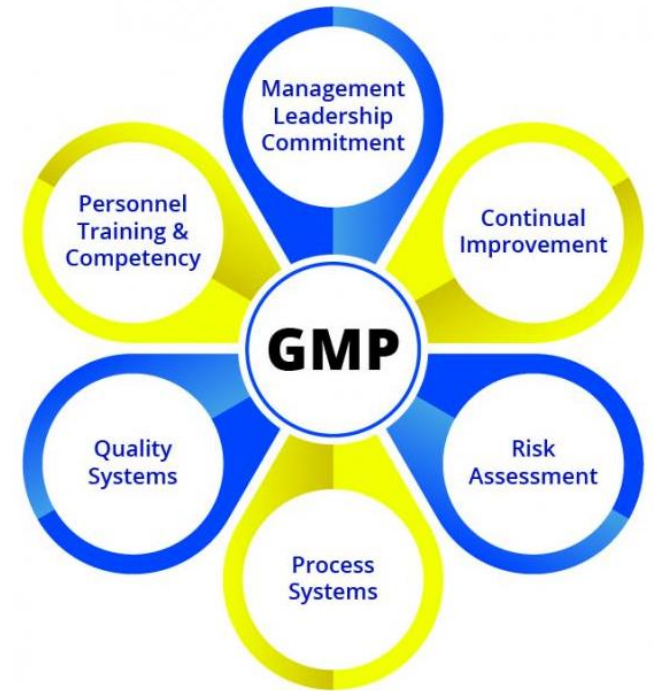 Management
Leadership
Commitment
Personnel
Training &
Competency
Continual
Improvement
GMP
Quality
Systems
Risk
Assessment
Process
Systems